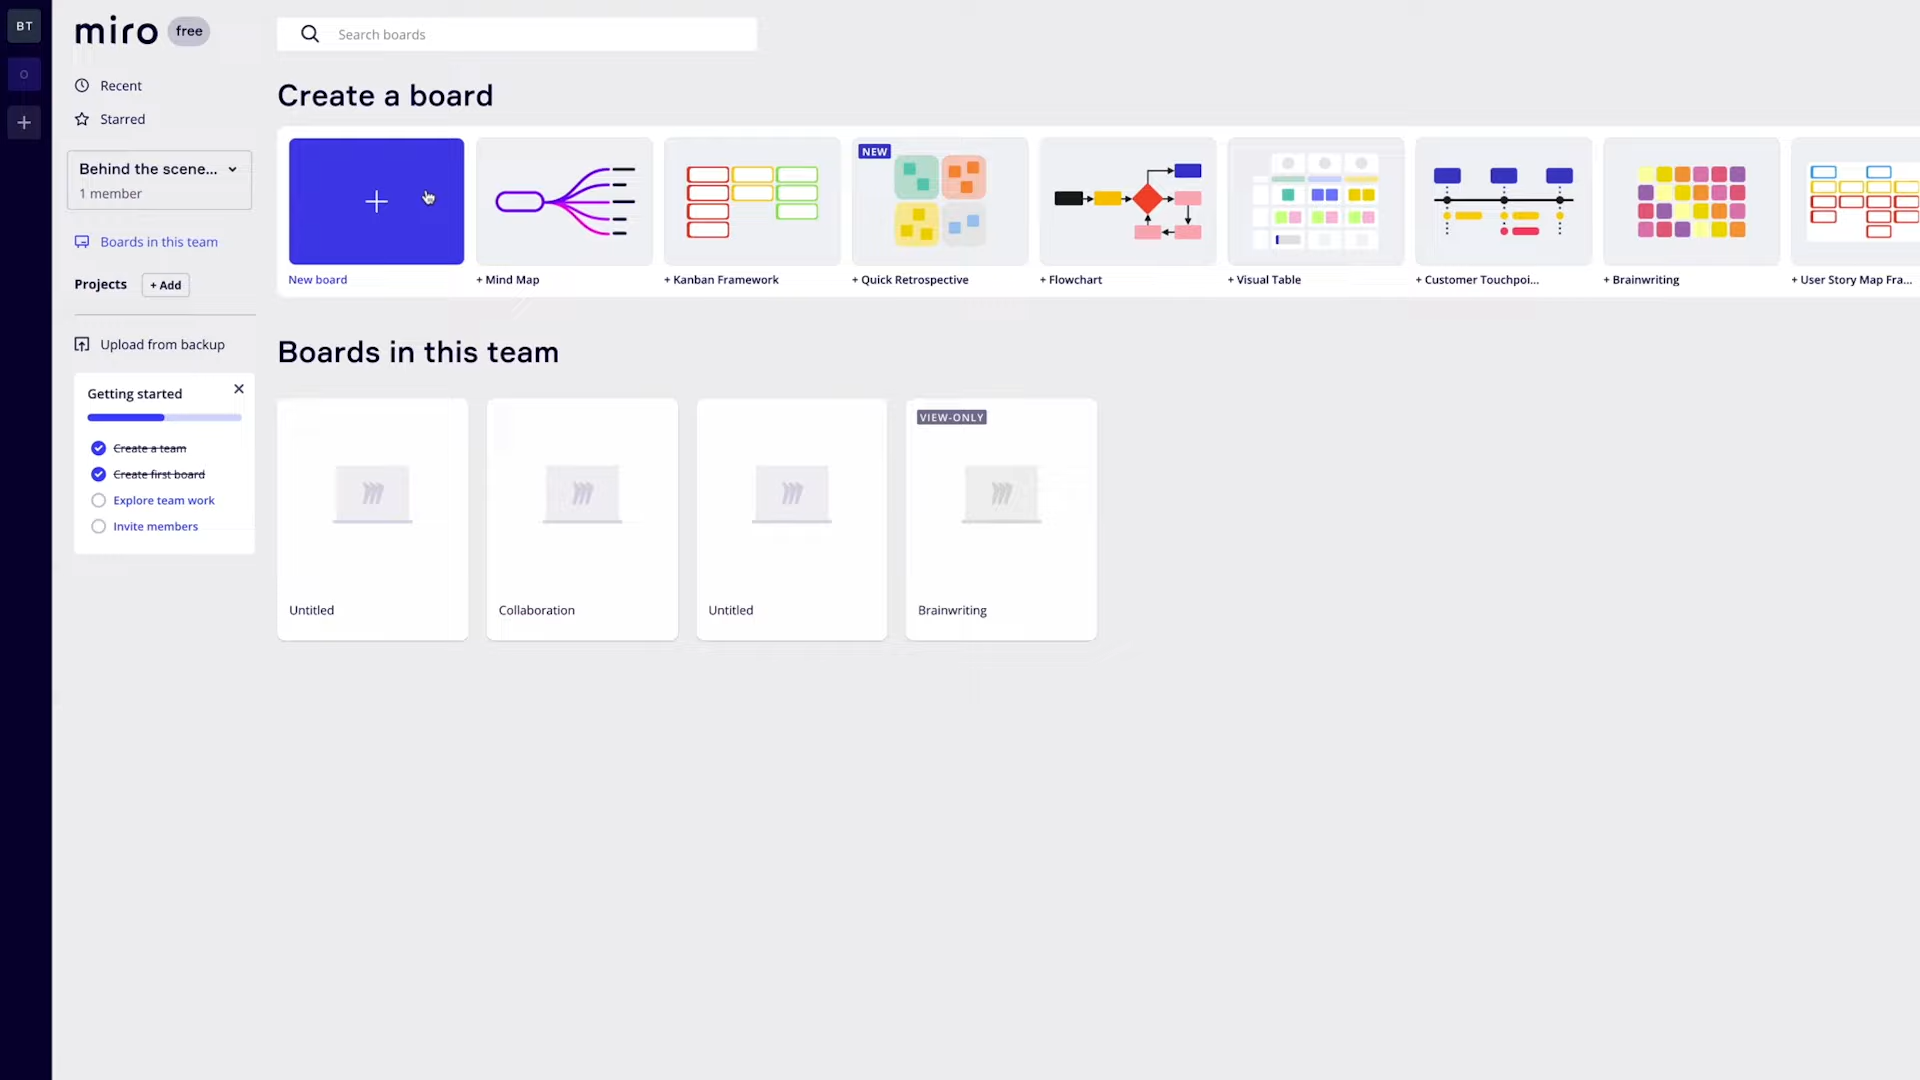 BT
O
miro free
Search boards
Recent
Starred
Behind the scene...
1 member
Boards in this team
Projects
+ Add
Upload from backup
Getting started
Create a team
Create first board
Explore team work
Invite members
Create a board
NEW
New board
+ Mind Map
+ Kanban Framework
+ Quick Retrospective
+ Flowchart
+ Visual Table
+ Customer Touchpoi...
+ Brainwriting
+ User Story Map Fra...
Boards in this team
VIEW-ONLY
Untitled
Collaboration
Untitled
Brainwriting